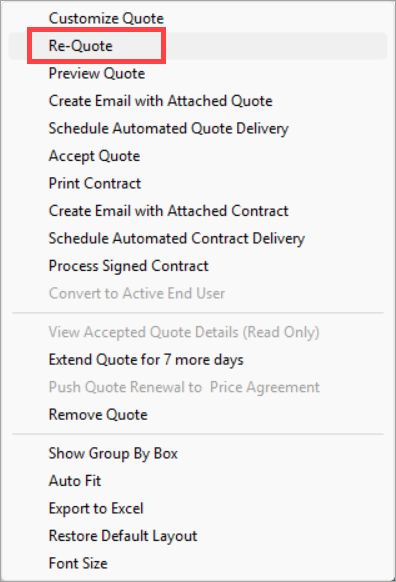 Customize Quote
Re-Quote
Preview Quote
Create Email with Attached Quote
Schedule Automated Quote Delivery
Accept Quote
Print Contract
Create Email with Attached Contract
Schedule Automated Contract Delivery
Process Signed Contract
Convert to Active End User
View Accepted Quote Details (Read Only)
Extend Quote for 7 more days
Push Quote Renewal to  Price Agreement
Remove Quote
Show Group By Box
Auto Fit
Export to Excel
Restore Default Layout
Font Size